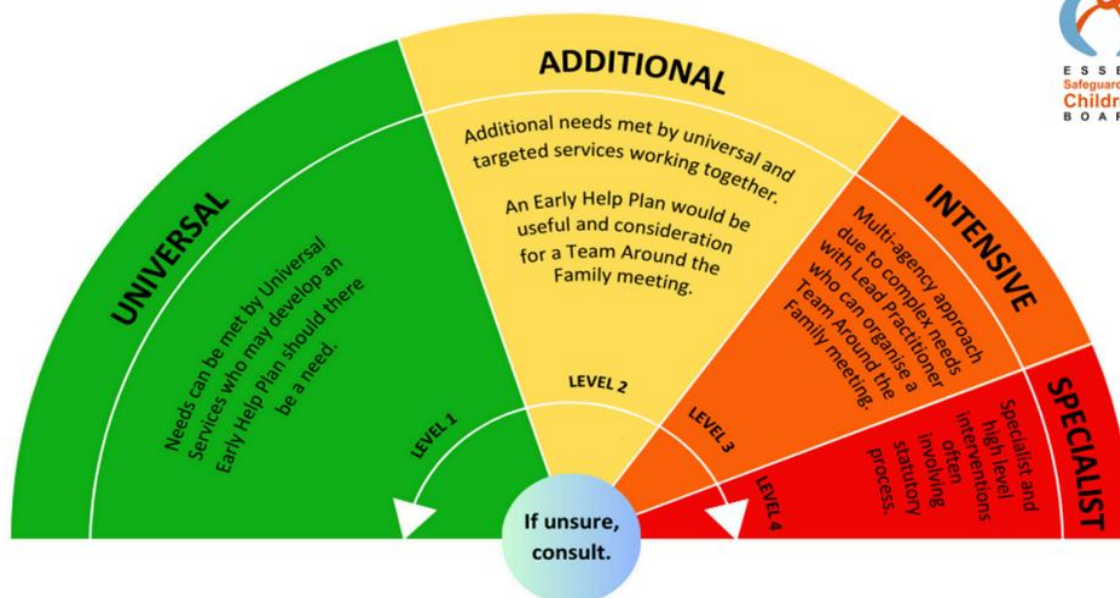 UNIVERSAL
Needs can be met by Universal
Services who may develop an
Early Help Plan should there
be a need.
LEVEL 1
ADDITIONAL
Additional needs met by universal and
targeted services working together.
An Early Help Plan would be
useful and consideration
for a Team Around the
Family meeting.
LEVEL 2
INTENSIVE
Multi-agency approach
due to complex needs
with Lead Practitioner
who can organise a
Team Around the
Family meeting.
LEVEL 3
SPECIALIST
Specialist and
high level
interventions
often
involving
statutory
process.
LEVEL 4
If unsure,
consult.